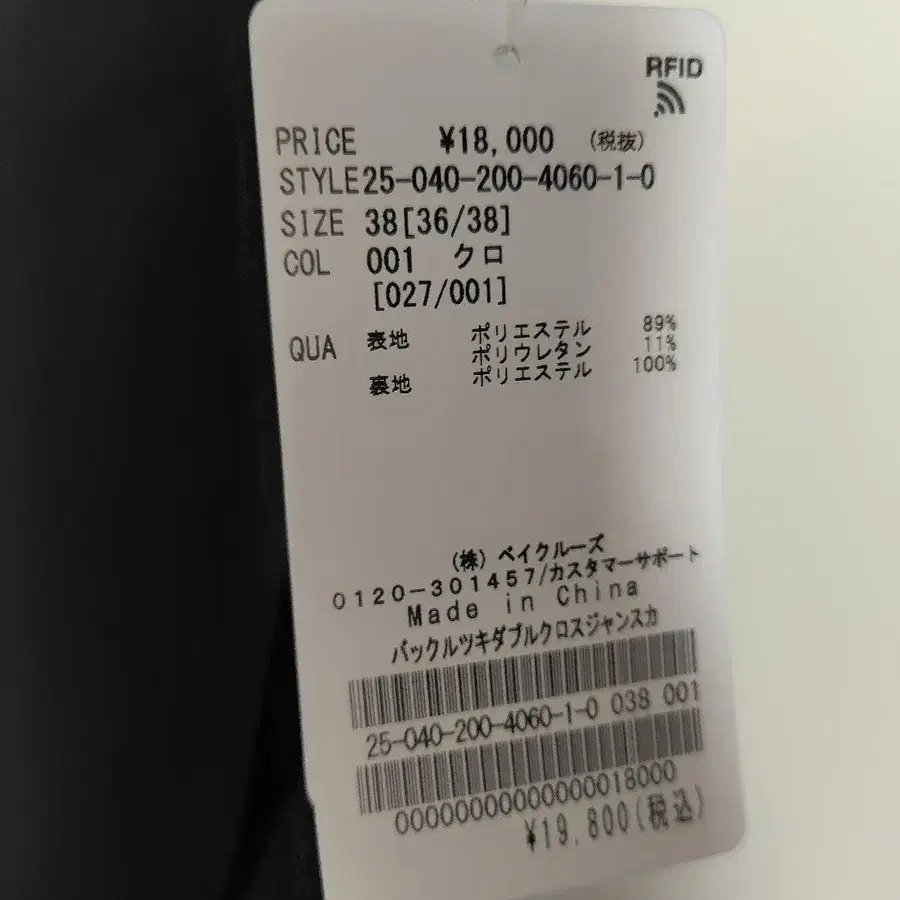 RFID
PRICE ¥18,000 (税抜)
STYLE 25-040-200-4060-1-0
SIZE 38[36/38]
COL 001 クロ
[027/001]
QUA 表地 ポリエステル 89%
ポリウレタン 11%
裏地 ポリエステル 100%
(株) ベイクルーズ
0120-301457/カスタマーサポート
Made in China
バックルツキダブルクロスジャンスカ
25-040-200-4060-1-0 038 001
00000000000000018000
¥19,800(税込)